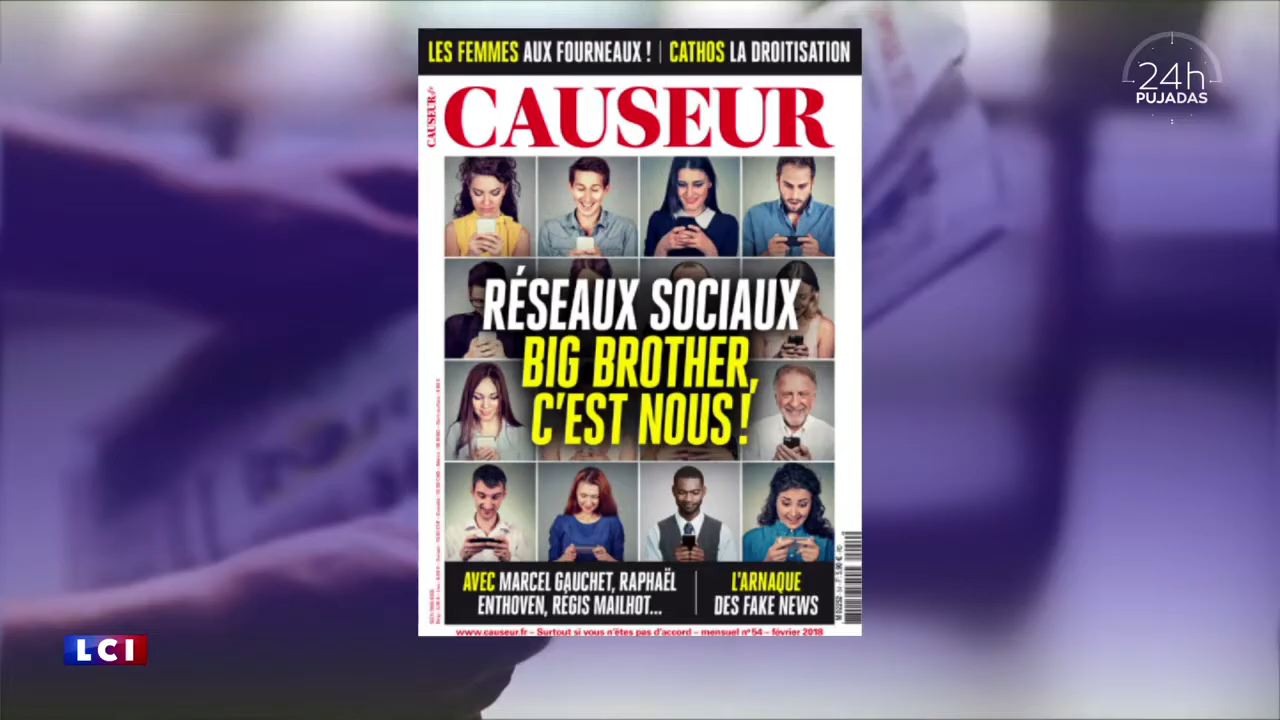 LES FEMMES AUX FOURNEAUX ! | CATHOS LA DROITISATION
24h
PUJADAS
CAUSEUR
RÉSEAUX SOCIAUX
BIG BROTHER,
C'EST NOUS !
AVEC MARCEL GAUCHET, RAPHAËL
ENTHOVEN, RÉGIS MAILHOT...
L'ARNAQUE
DES FAKE NEWS
www.causeur.fr – Surtout si vous n'êtes pas d'accord – mensuel n°54 – février 2018
LCI